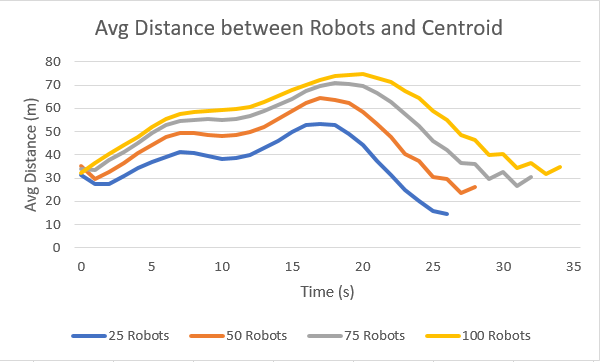 Avg Distance between Robots and Centroid
80
70
60
50
40
30
20
10
0
Avg Distance (m)
0 5 10 15 20 25 30 35
Time (s)
25 Robots 50 Robots 75 Robots 100 Robots